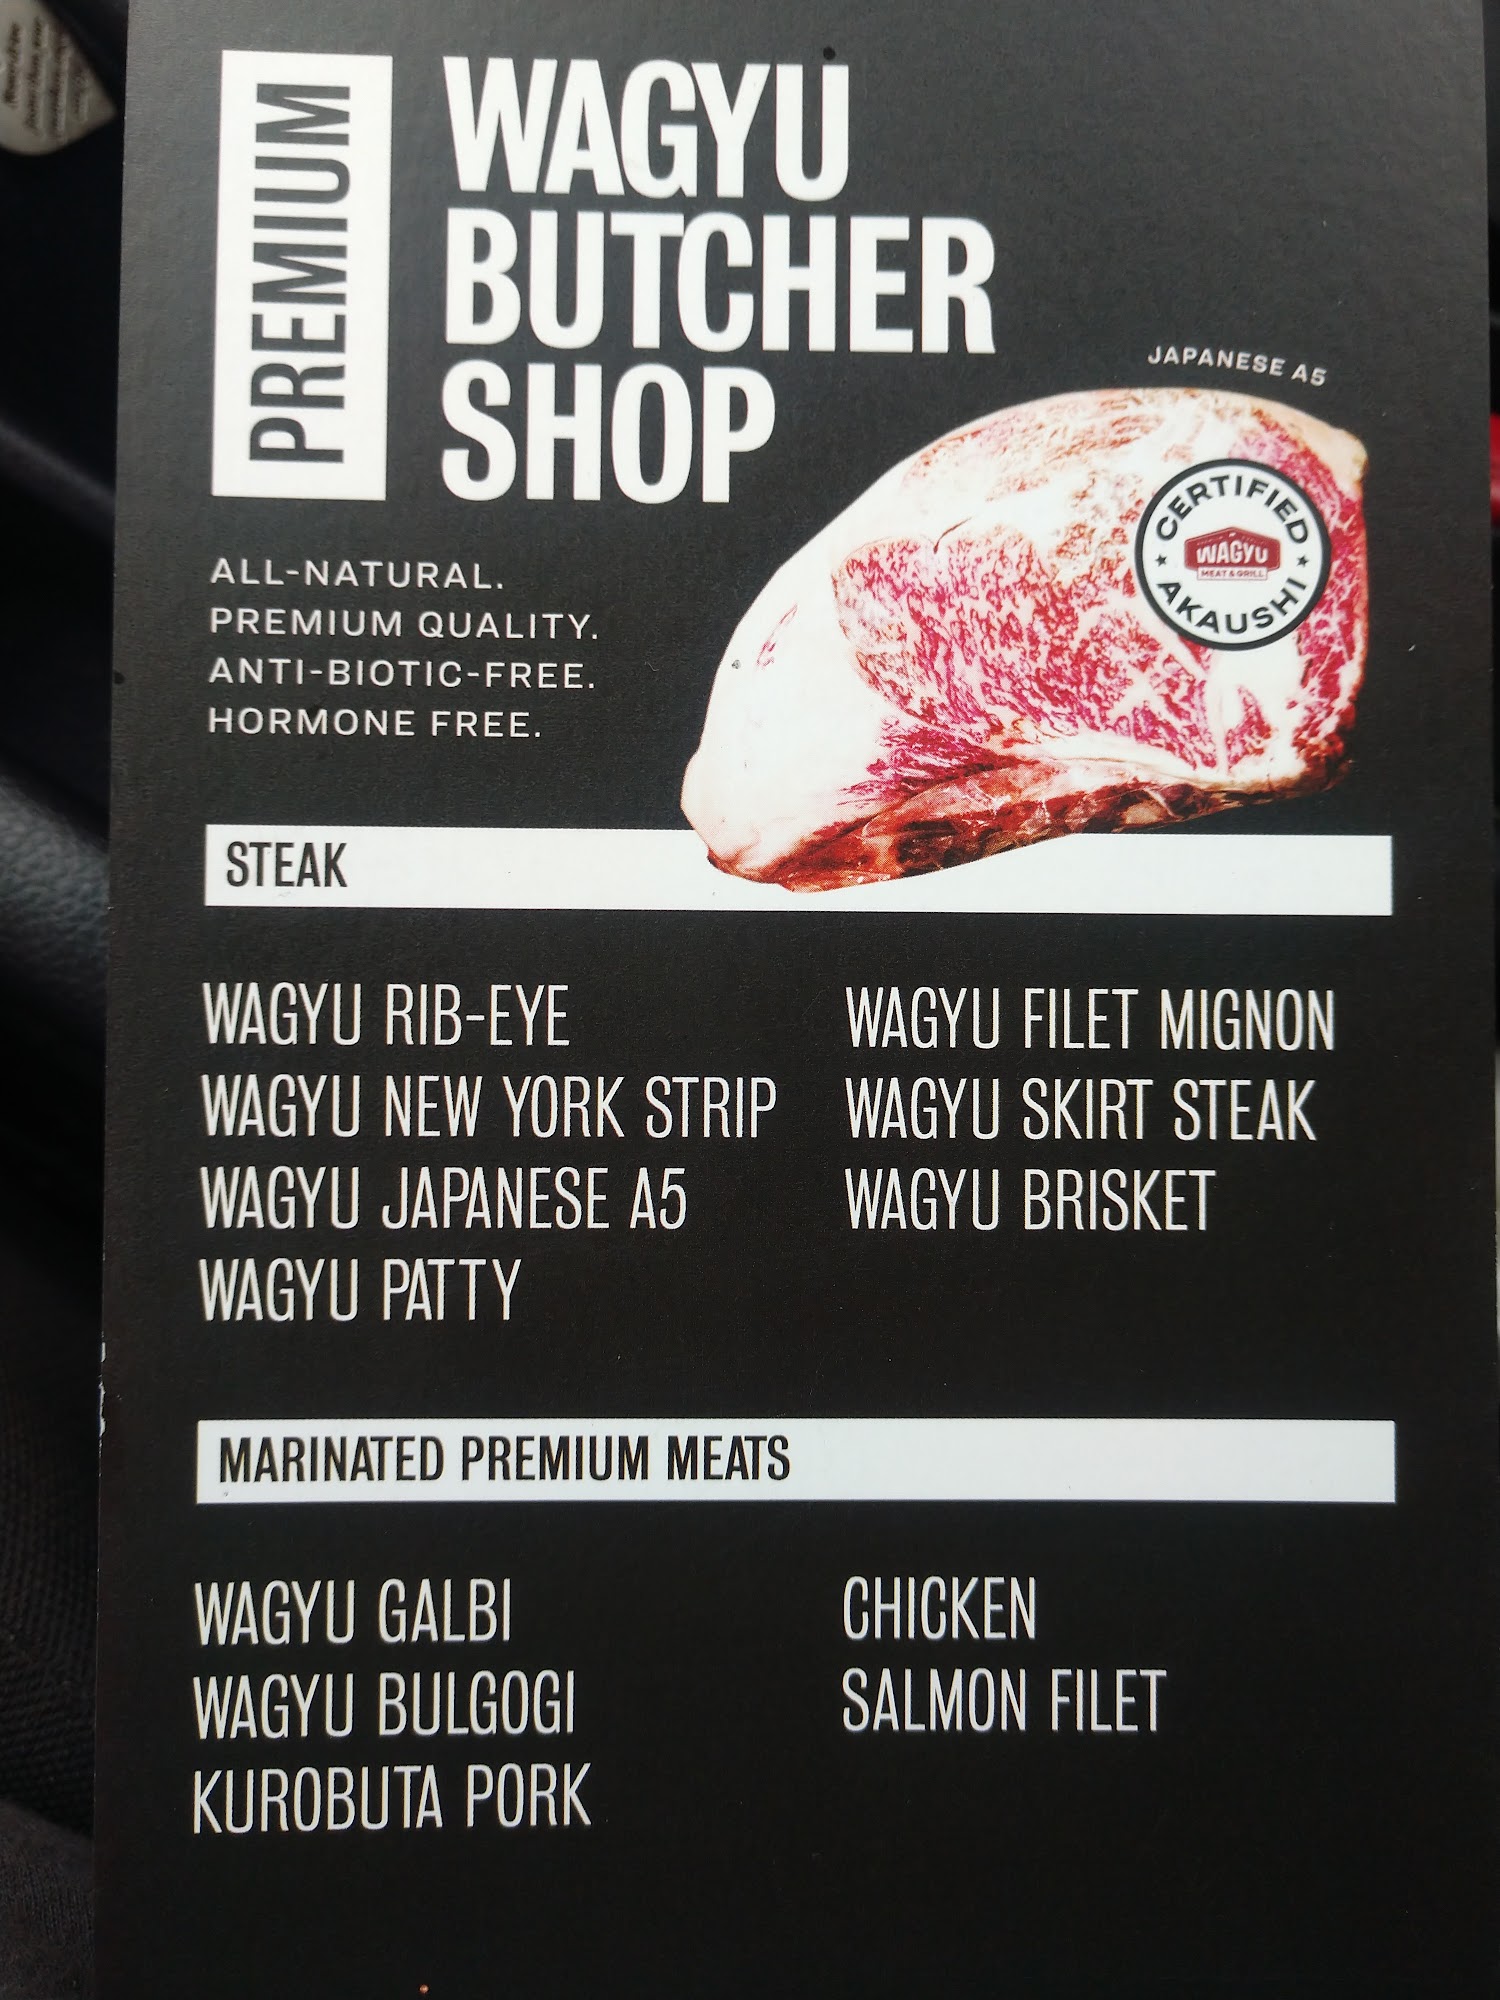 PREMIUM
WAGYU
BUTCHER
SHOP
JAPANESE A5
CERTIFIED
WAGYU
MEAT & GRILL
AKAUSHI
ALL-NATURAL.
PREMIUM QUALITY.
ANTI-BIOTIC-FREE.
HORMONE FREE.
STEAK
WAGYU RIB-EYE
WAGYU NEW YORK STRIP
WAGYU JAPANESE A5
WAGYU PATTY
WAGYU FILET MIGNON
WAGYU SKIRT STEAK
WAGYU BRISKET
MARINATED PREMIUM MEATS
WAGYU GALBI
WAGYU BULGOGI
KUROBUTA PORK
CHICKEN
SALMON FILET